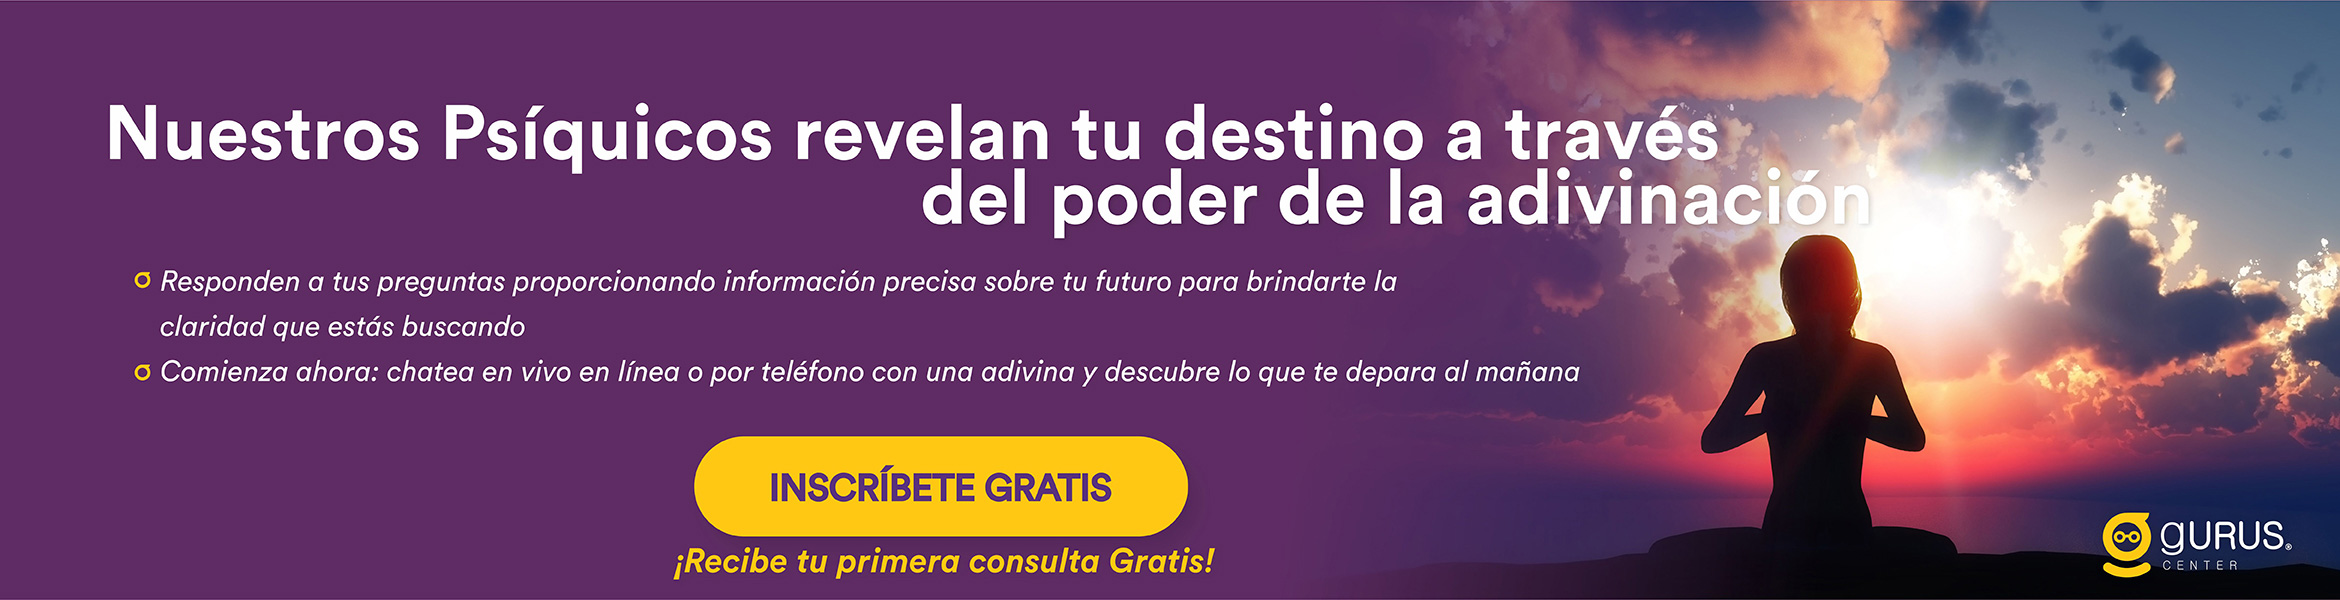 Nuestros Psíquicos revelan tu destino a través
del poder de la adivinación
Responden a tus preguntas proporcionando información precisa sobre tu futuro para brindarte la
claridad que estás buscando
Comienza ahora: chatea en vivo en línea o por teléfono con una adivina y descubre lo que te depara al mañana
INSCRÍBETE GRATIS
¡Recibe tu primera consulta Gratis!
gURUS®
CENTER